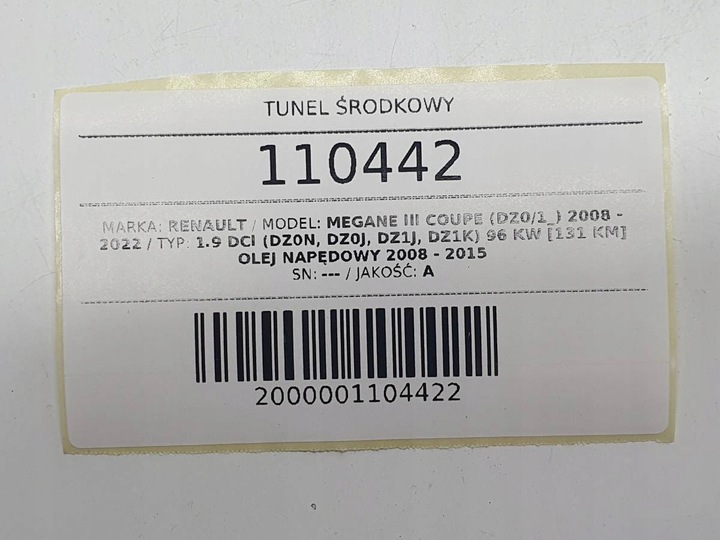 TUNEL ŚRODKOWY
110442
MARKA: RENAULT / MODEL: MEGANE III COUPE (DZ0/1_) 2008 -
2022 / TYP: 1.9 DCI (DZ0N, DZ0J, DZ1J, DZ1K) 96 KW [131 KM]
OLEJ NAPĘDOWY 2008 - 2015
SN: --- / JAKOŚĆ: A
2000001104422